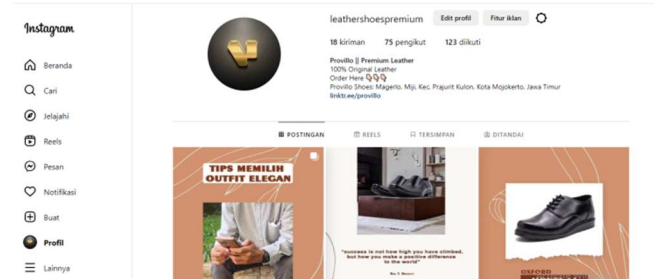 Instagram
Beranda
Cari
Jelajahi
Reels
Pesan
Notifikasi
Buat
Profil
Lainnya
leathershoespremium Edit profil Fitur iklan
18 kiriman 75 pengikut 123 diikuti
Provillo || Premium Leather
100% Original Leather
Order Here
Provillo Shoes: Magerlo, Miji, Kec. Prajurit Kulon, Kota Mojokerto, Jawa Timur
linktr.ee/provillo
POSTINGAN REELS TERSIMPAN DITANDAI
TIPS MEMILIH
OUTFIT ELEGAN
"success is not how high you have climbed,
but how you make a positive difference
to the world"
OXFORD